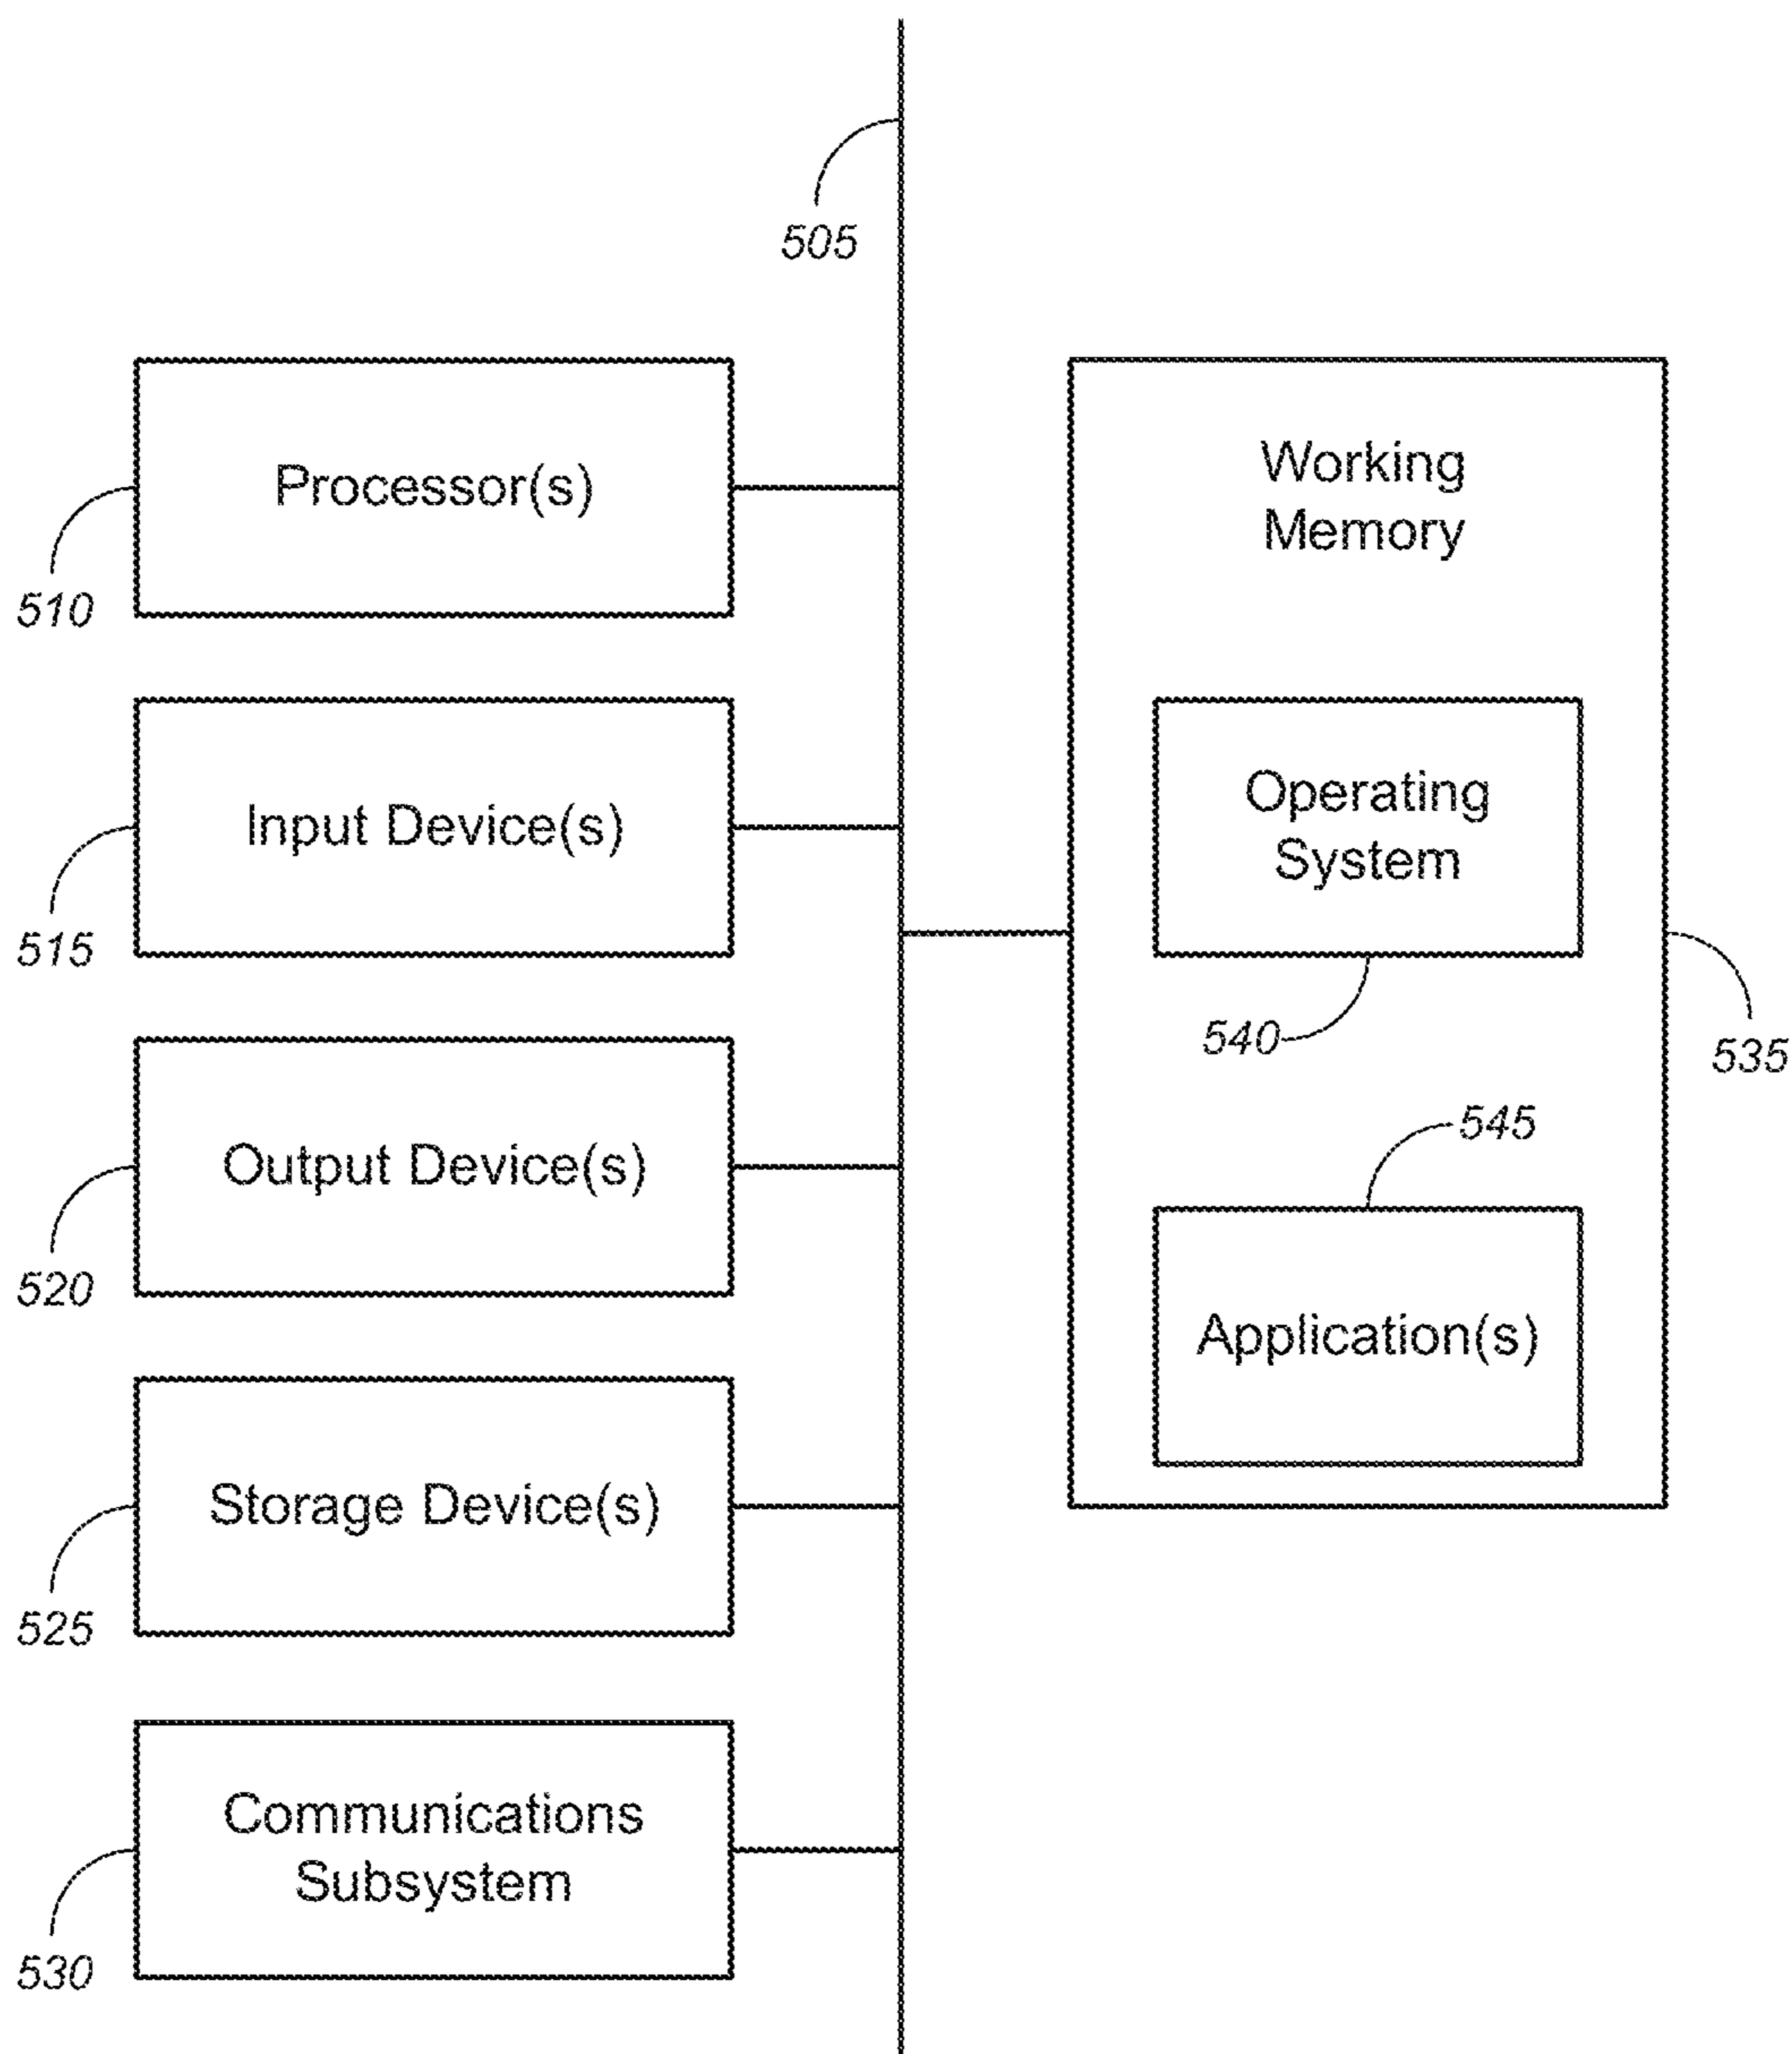 505
Processor(s)
510
Input Device(s)
515
Output Device(s)
520
Storage Device(s)
525
Communications
Subsystem
530
Working
Memory
Operating
System
540
535
545
Application(s)